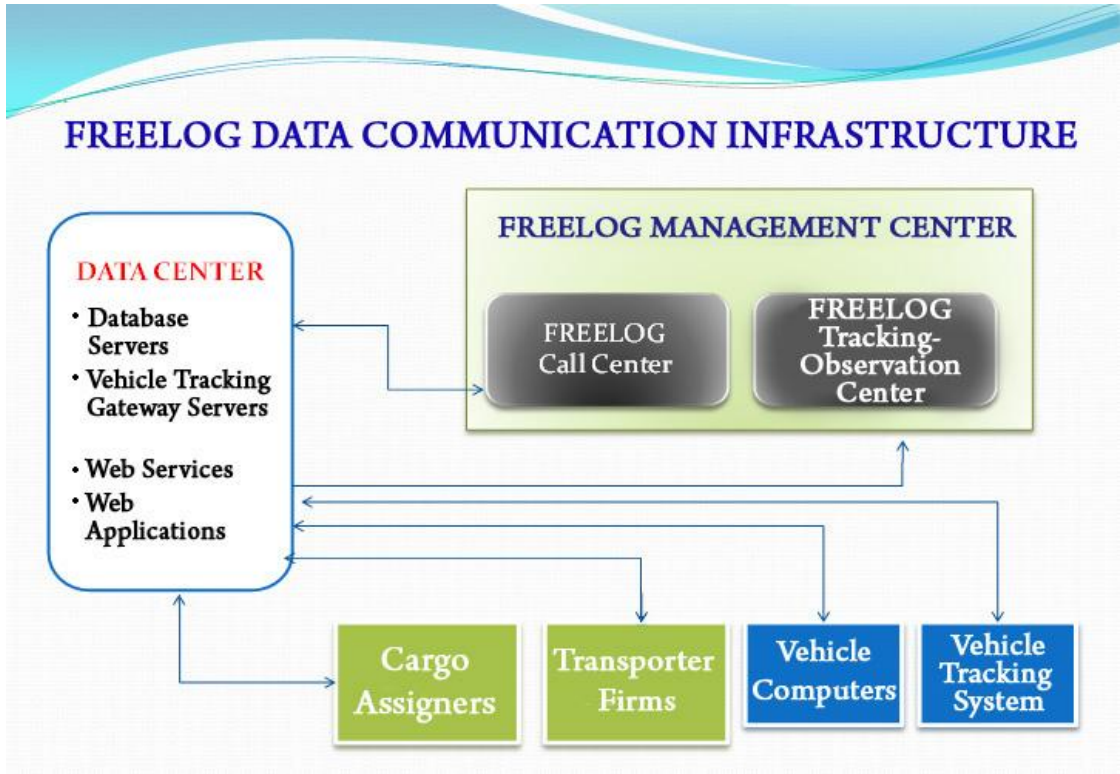 FREELOG DATA COMMUNICATION INFRASTRUCTURE
DATA CENTER
• Database
Servers
• Vehicle Tracking
Gateway Servers
• Web Services
• Web
Applications
FREELOG MANAGEMENT CENTER
FREELOG
Call Center
FREELOG
Tracking-
Observation
Center
Cargo
Assigners
Transporter
Firms
Vehicle
Computers
Vehicle
Tracking
System